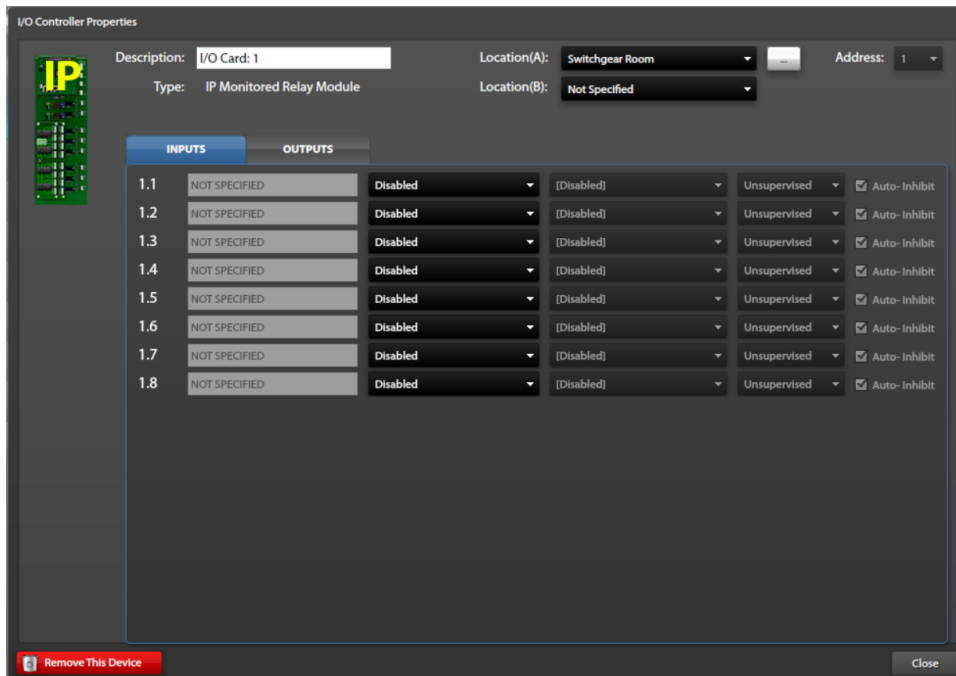 I/O Controller Properties
IP
Description: I/O Card: 1 Location(A): Switchgear Room ... Address: 1
Type: IP Monitored Relay Module Location(B): Not Specified
INPUTS OUTPUTS
1.1 NOT SPECIFIED Disabled [Disabled] Unsupervised Auto- Inhibit
1.2 NOT SPECIFIED Disabled [Disabled] Unsupervised Auto- Inhibit
1.3 NOT SPECIFIED Disabled [Disabled] Unsupervised Auto- Inhibit
1.4 NOT SPECIFIED Disabled [Disabled] Unsupervised Auto- Inhibit
1.5 NOT SPECIFIED Disabled [Disabled] Unsupervised Auto- Inhibit
1.6 NOT SPECIFIED Disabled [Disabled] Unsupervised Auto- Inhibit
1.7 NOT SPECIFIED Disabled [Disabled] Unsupervised Auto- Inhibit
1.8 NOT SPECIFIED Disabled [Disabled] Unsupervised Auto- Inhibit
Remove This Device Close